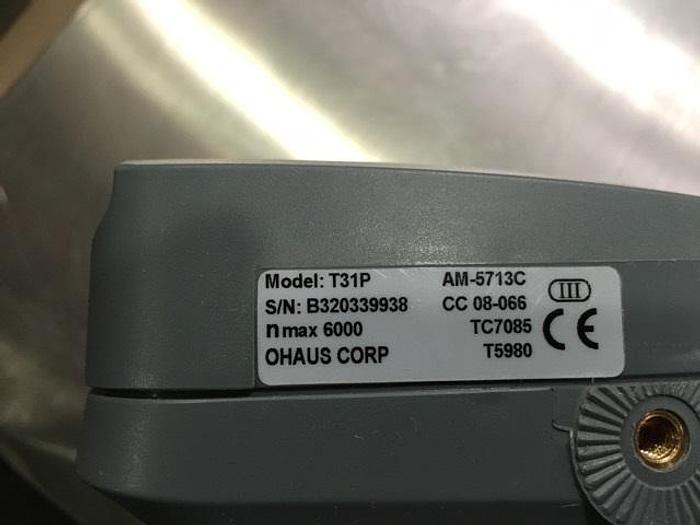 Model: T31P AM-5713C
S/N: B320339938 CC 08-066 III
n max 6000 TC7085 CE
OHAUS CORP T5980